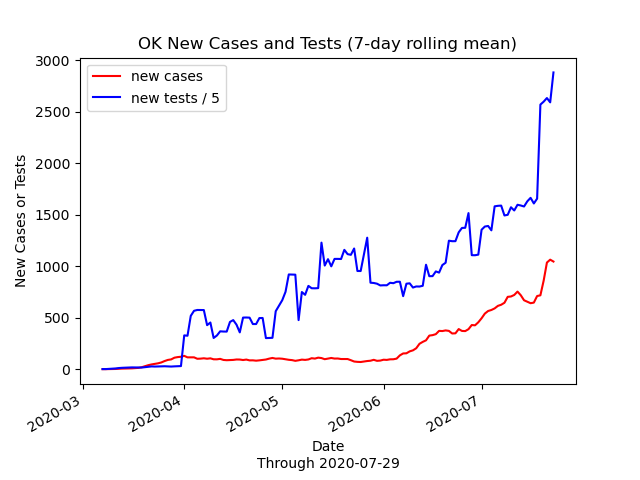 OK New Cases and Tests (7-day rolling mean)
new cases
new tests / 5
3000
2500
2000
1500
1000
500
0
New Cases or Tests
2020-03
2020-04
2020-05
2020-06
2020-07
Date
Through 2020-07-29